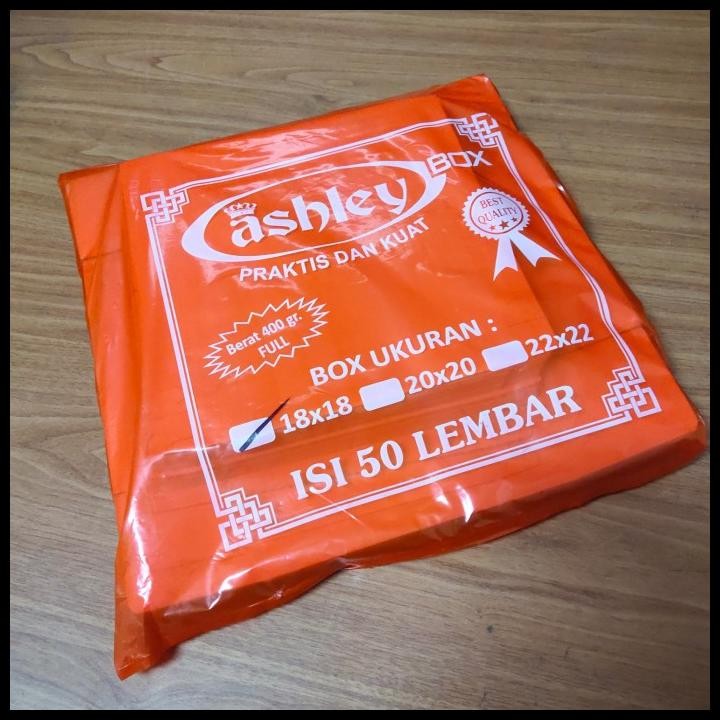 ashley BOX
PRAKTIS DAN KUAT
BEST
QUALITY
Berat 400 gr.
FULL
BOX UKURAN :
18x18 20x20 22x22
ISI 50 LEMBAR